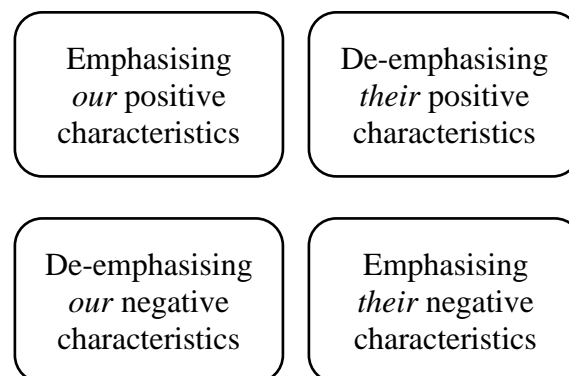 Emphasising
our positive
characteristics
De-emphasising
their positive
characteristics
De-emphasising
our negative
characteristics
Emphasising
their negative
characteristics